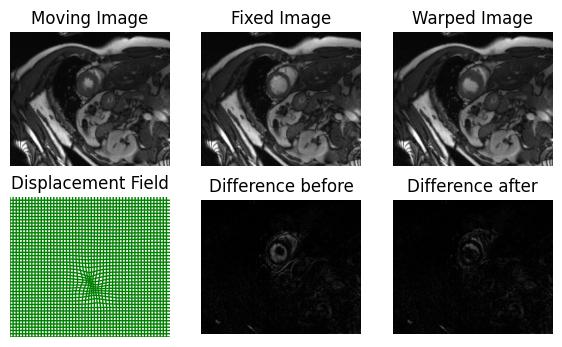 Moving Image
Fixed Image
Warped Image
Displacement Field
Difference before
Difference after